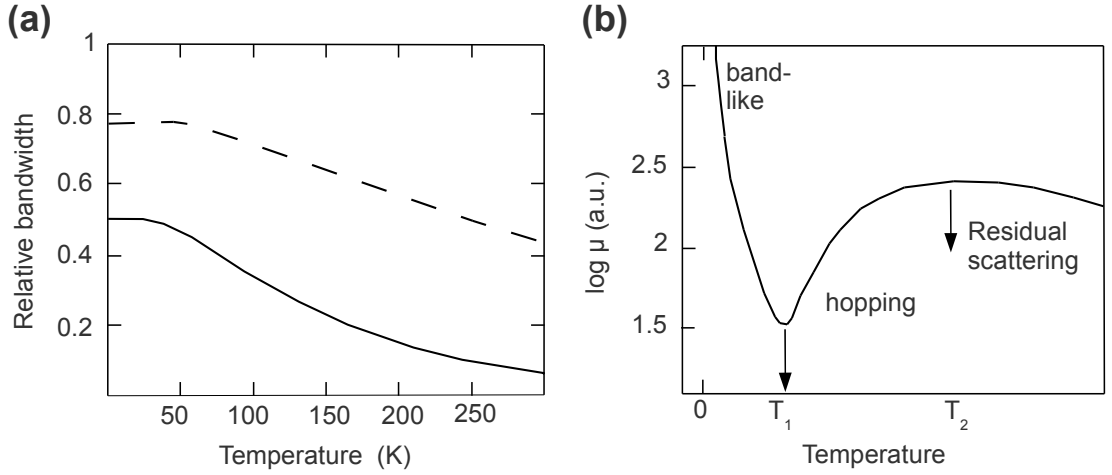 (a)
1
0.8
0.6
0.4
0.2
Relative bandwidth
50
100
150
200
250
Temperature (K)
(b)
3
2.5
2
1.5
log μ (a.u.)
band-
like
hopping
Residual
scattering
0
T1
T2
Temperature